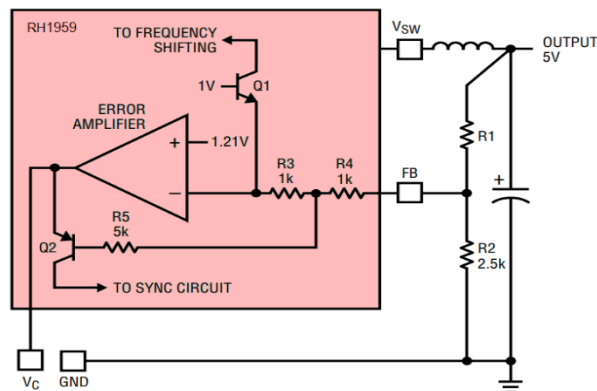 RH1959
TO FREQUENCY
SHIFTING
VSW
OUTPUT
5V
1V
Q1
ERROR
AMPLIFIER
+
1.21V
R1
R3
1k
R4
1k
FB
+
–
R5
5k
Q2
R2
2.5k
TO SYNC CIRCUIT
VC
GND